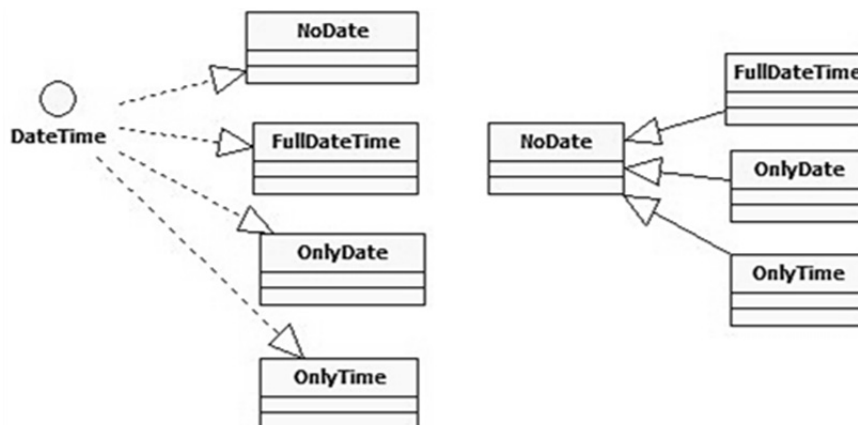 NoDate
DateTime
FullDateTime
OnlyDate
OnlyTime
NoDate
FullDateTime
OnlyDate
OnlyTime